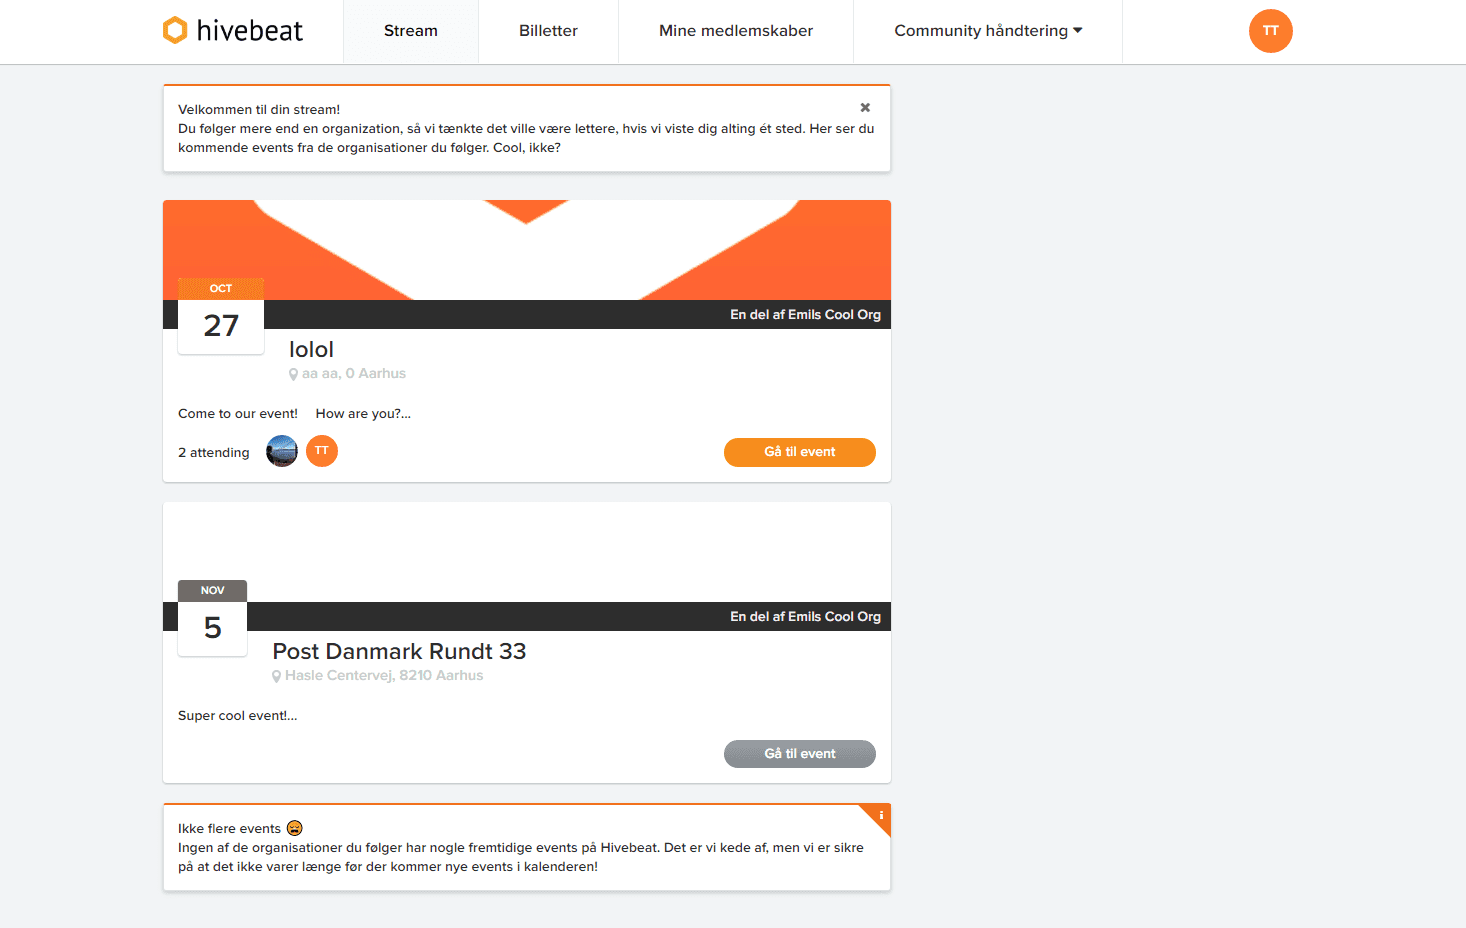 hivebeat
Stream
Billetter
Mine medlemskaber
Community håndtering
TT
Velkommen til din stream!
Du følger mere end en organization, så vi tænkte det ville være lettere, hvis vi viste dig alting ét sted. Her ser du
kommende events fra de organisationer du følger. Cool, ikke?
OCT
27
En del af Emils Cool Org
lolol
aa aa, 0 Aarhus
Come to our event! How are you?...
2 attending
TT
Gå til event
NOV
5
En del af Emils Cool Org
Post Danmark Rundt 33
Hasle Centervej, 8210 Aarhus
Super cool event!...
Gå til event
Ikke flere events
Ingen af de organisationer du følger har nogle fremtidige events på Hivebeat. Det er vi kede af, men vi er sikre
på at det ikke varer længe før der kommer nye events i kalenderen!